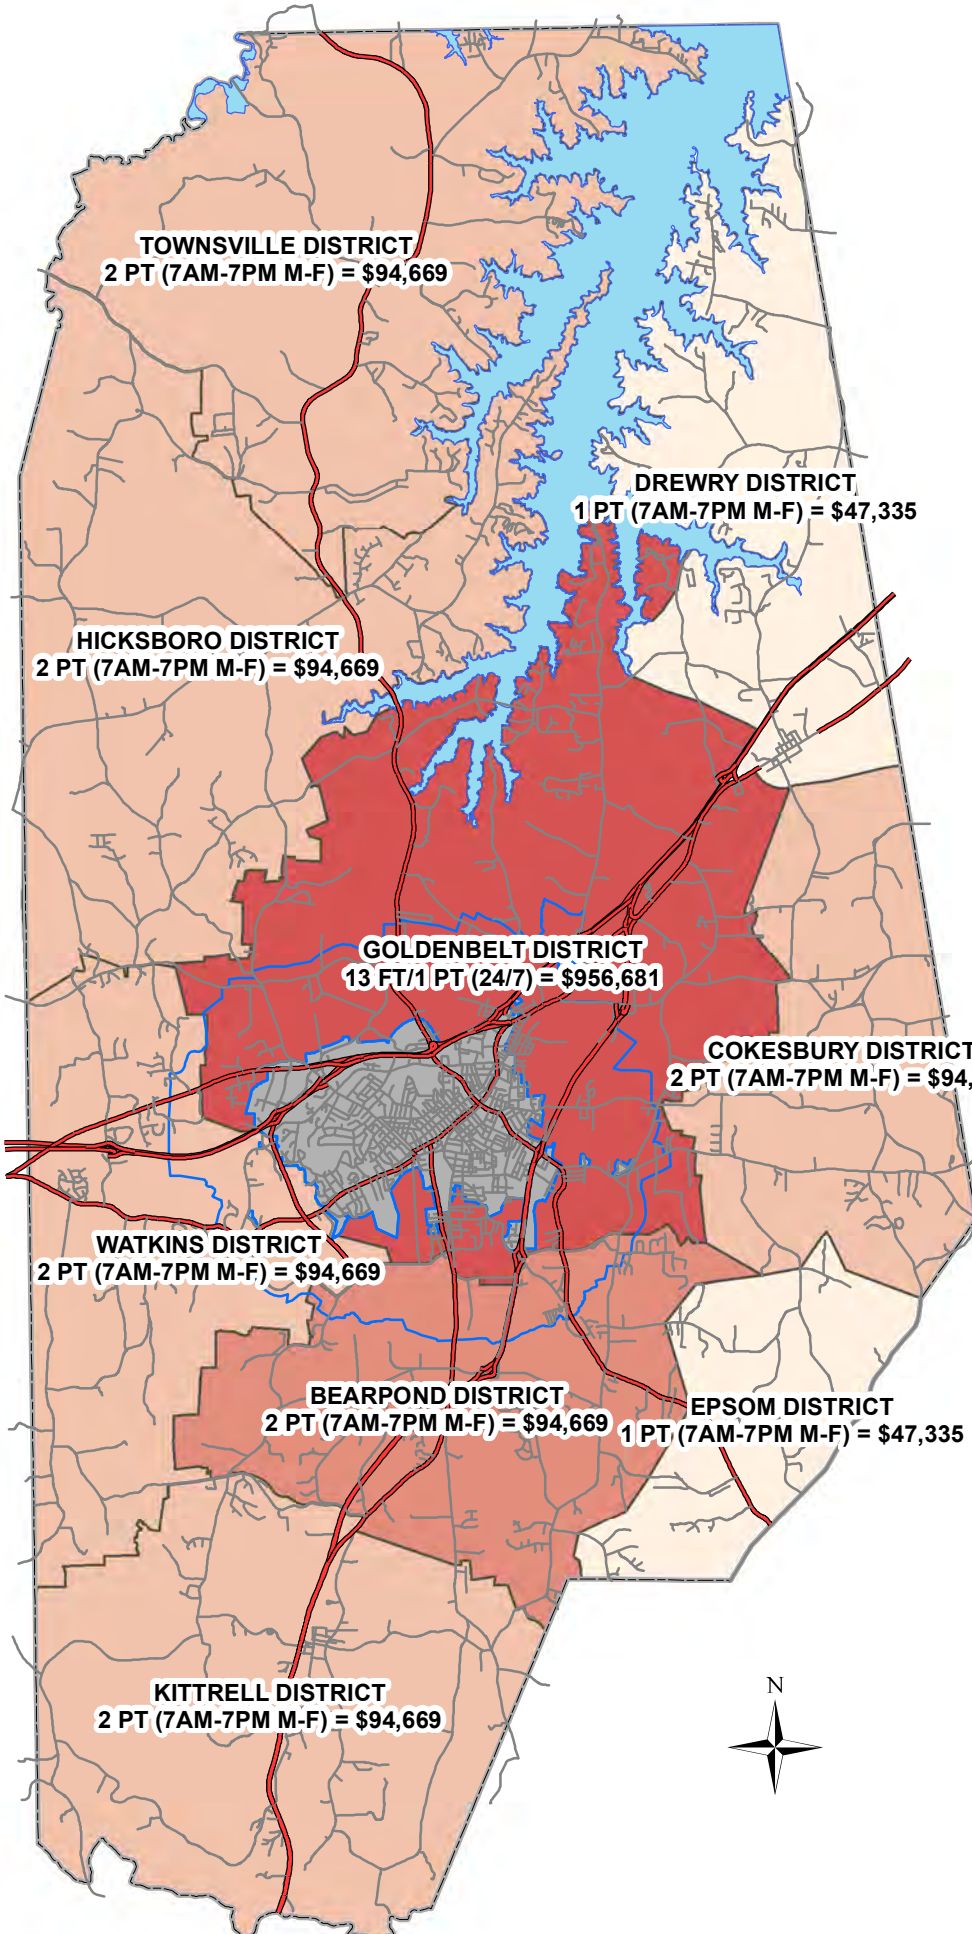 TOWNSVILLE DISTRICT
2 PT (7AM-7PM M-F) = $94,669
DREWRY DISTRICT
1 PT (7AM-7PM M-F) = $47,335
HICKSBORO DISTRICT
2 PT (7AM-7PM M-F) = $94,669
GOLDENBELT DISTRICT
13 FT/1 PT (24/7) = $956,681
COKESBURY DISTRICT
2 PT (7AM-7PM M-F) = $94,
WATKINS DISTRICT
2 PT (7AM-7PM M-F) = $94,669
BEARPOND DISTRICT
2 PT (7AM-7PM M-F) = $94,669
EPSOM DISTRICT
1 PT (7AM-7PM M-F) = $47,335
KITTRELL DISTRICT
2 PT (7AM-7PM M-F) = $94,669
N